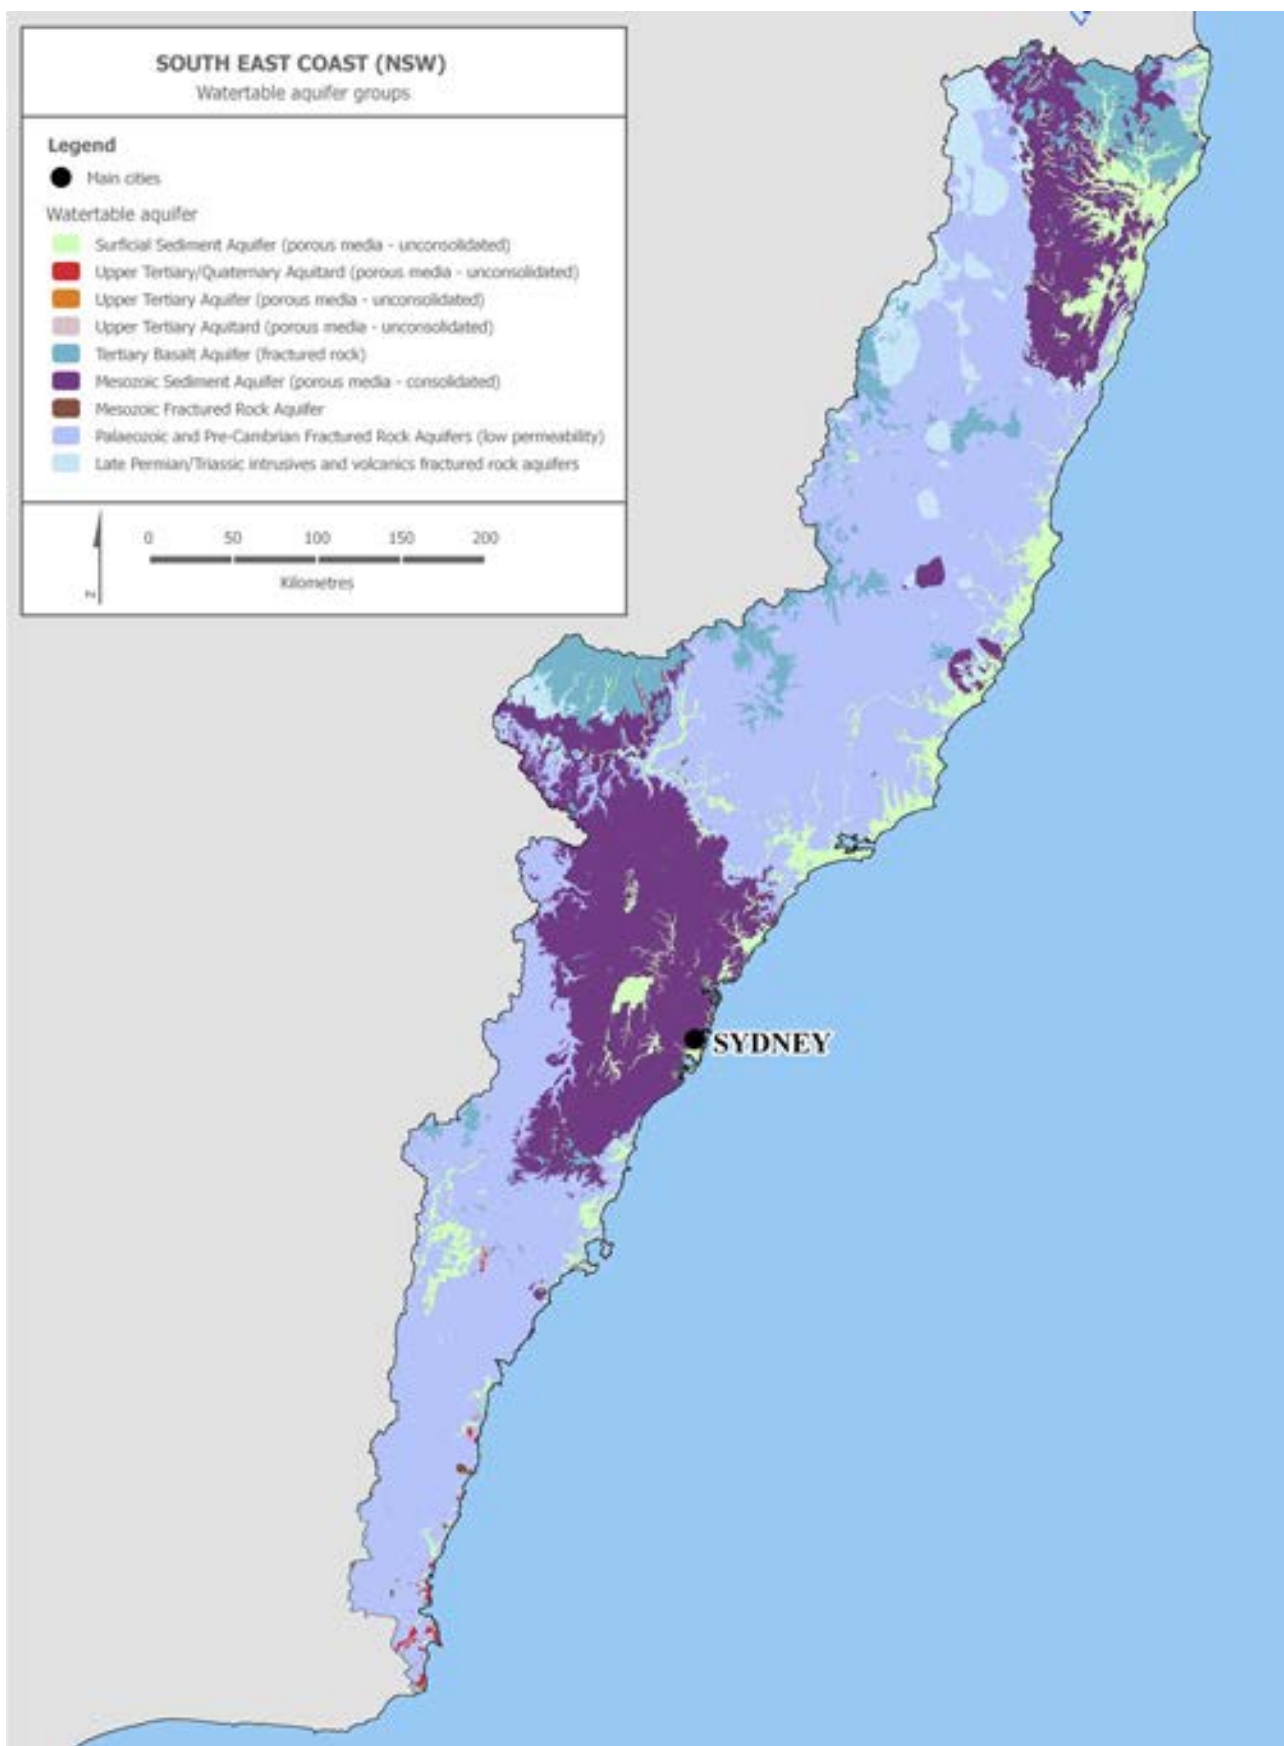 SOUTH EAST COAST (NSW)
Watertable aquifer groups
Legend
Main cities
Watertable aquifer
Surficial Sediment Aquifer (porous media - unconsolidated)
Upper Tertiary/Quaternary Aquitard (porous media - unconsolidated)
Upper Tertiary Aquifer (porous media - unconsolidated)
Upper Tertiary Aquitard (porous media - unconsolidated)
Tertiary Basalt Aquifer (fractured rock)
Mesozoic Sediment Aquifer (porous media - consolidated)
Mesozoic Fractured Rock Aquifer
Palaeozoic and Pre-Cambrian Fractured Rock Aquifers (low permeability)
Late Permian/Triassic intrusives and volcanics fractured rock aquifers
0 50 100 150 200
Kilometres
N
SYDNEY